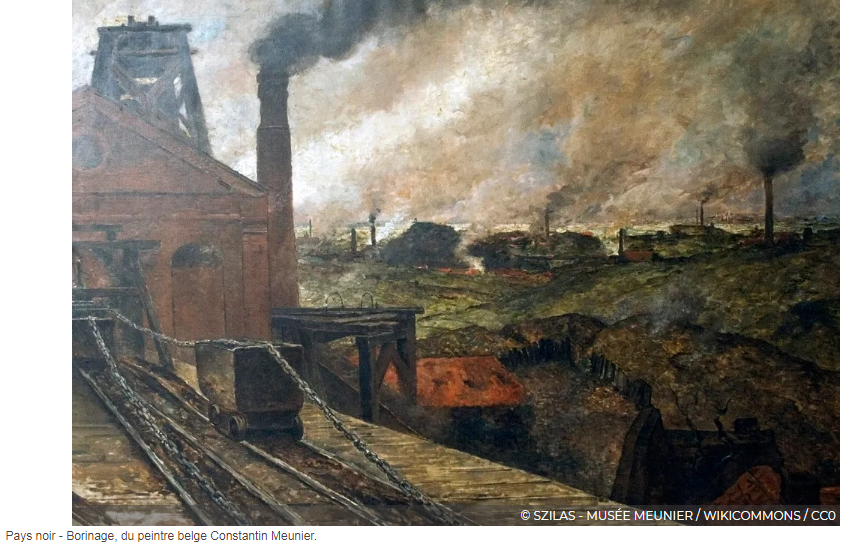 © SZILAS - MUSÉE MEUNIER / WIKICOMMONS / CC0
Pays noir - Borinage, du peintre belge Constantin Meunier.